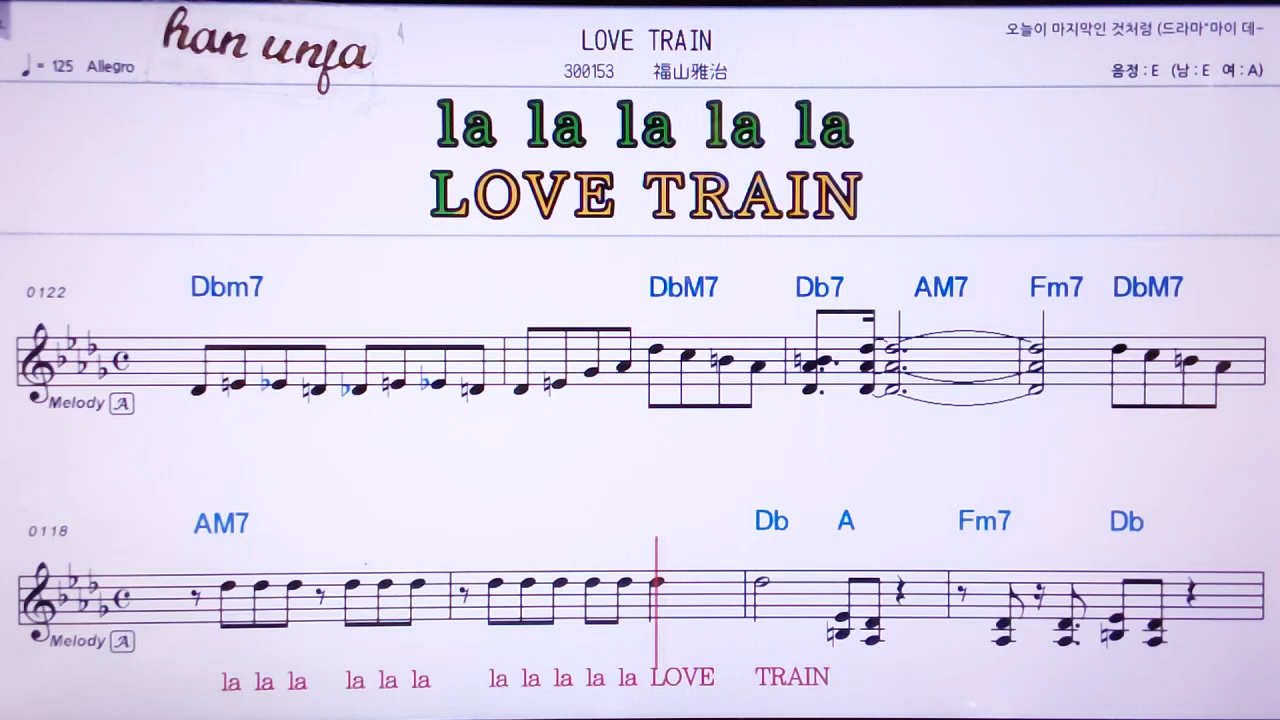 han unfa
LOVE TRAIN
오늘이 마지막인 것처럼 (드라마"마이 데~
♩ = 125 Allegro
300153 福山雅治
음정 : E (남 : E 여 : A)
la la la la la
LOVE TRAIN
0122 Dbm7 DbM7 Db7 AM7 Fm7 DbM7
Melody A
0118 AM7 Db A Fm7 Db
Melody A
la la la la la la la la la la la LOVE TRAIN